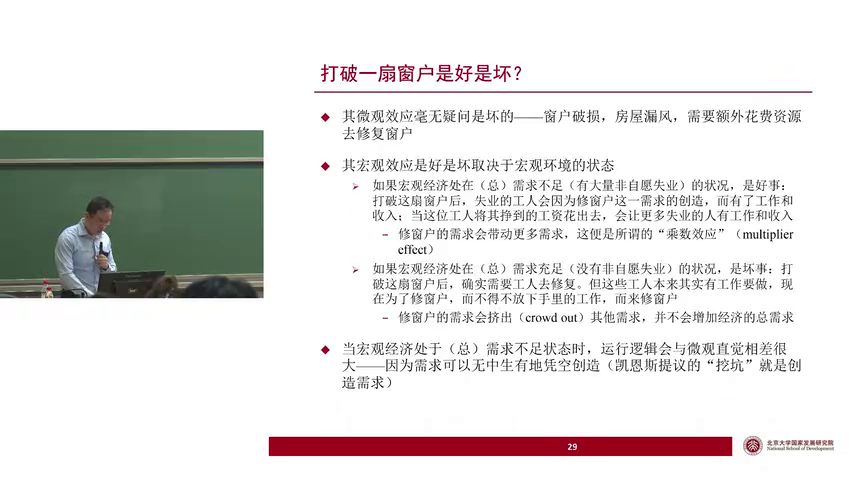 打破一扇窗户是好是坏？
其微观效应毫无疑问是坏的——窗户破损，房屋漏风，需要额外花费资源
去修复窗户
其宏观效应是好是坏取决于宏观环境的状态
如果宏观经济处在（总）需求不足（有大量非自愿失业）的状况，是好事：
打破这扇窗户后，失业的工人会因为修窗户这一需求的创造，而有了工作和
收入；当这位工人将其挣到的工资花出去，会让更多失业的人有工作和收入
修窗户的需求会带动更多需求，这便是所谓的“乘数效应”（multiplier
effect）
如果宏观经济处在（总）需求充足（没有非自愿失业）的状况，是坏事：打
破这扇窗户后，确实需要工人去修复。但这些工人本来其实有工作要做，现
在为了修窗户，而不得不放下手里的工作，而来修窗户
修窗户的需求会挤出（crowd out）其他需求，并不会增加经济的总需求
当宏观经济处于（总）需求不足状态时，运行逻辑会与微观直觉相差很
大——因为需求可以无中生有地凭空创造（凯恩斯提议的“挖坑”就是创
造需求）
29
北京大学国家发展研究院
National School of Development